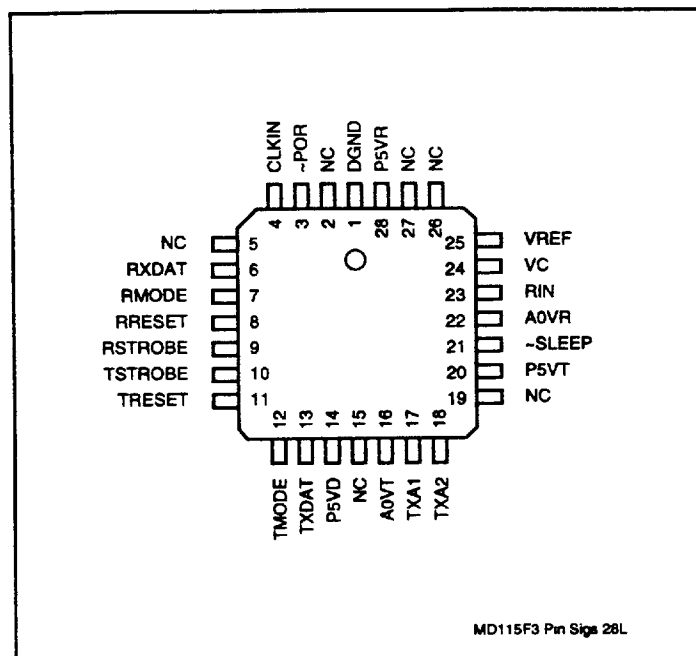 CLKIN
~POR
NC
DGND
P5VR
NC
NC
4 3 2 1 28 27 26
NC 5
RXDAT 6
RMODE 7
RRESET 8
RSTROBE 9
TSTROBE 10
TRESET 11
25 VREF
24 VC
23 RIN
22 A0VR
21 ~SLEEP
20 P5VT
19 NC
12 13 14 15 16 17 18
TMODE
TXDAT
P5VD
NC
A0VT
TXA1
TXA2
MD115F3 Pin Sigs 28L